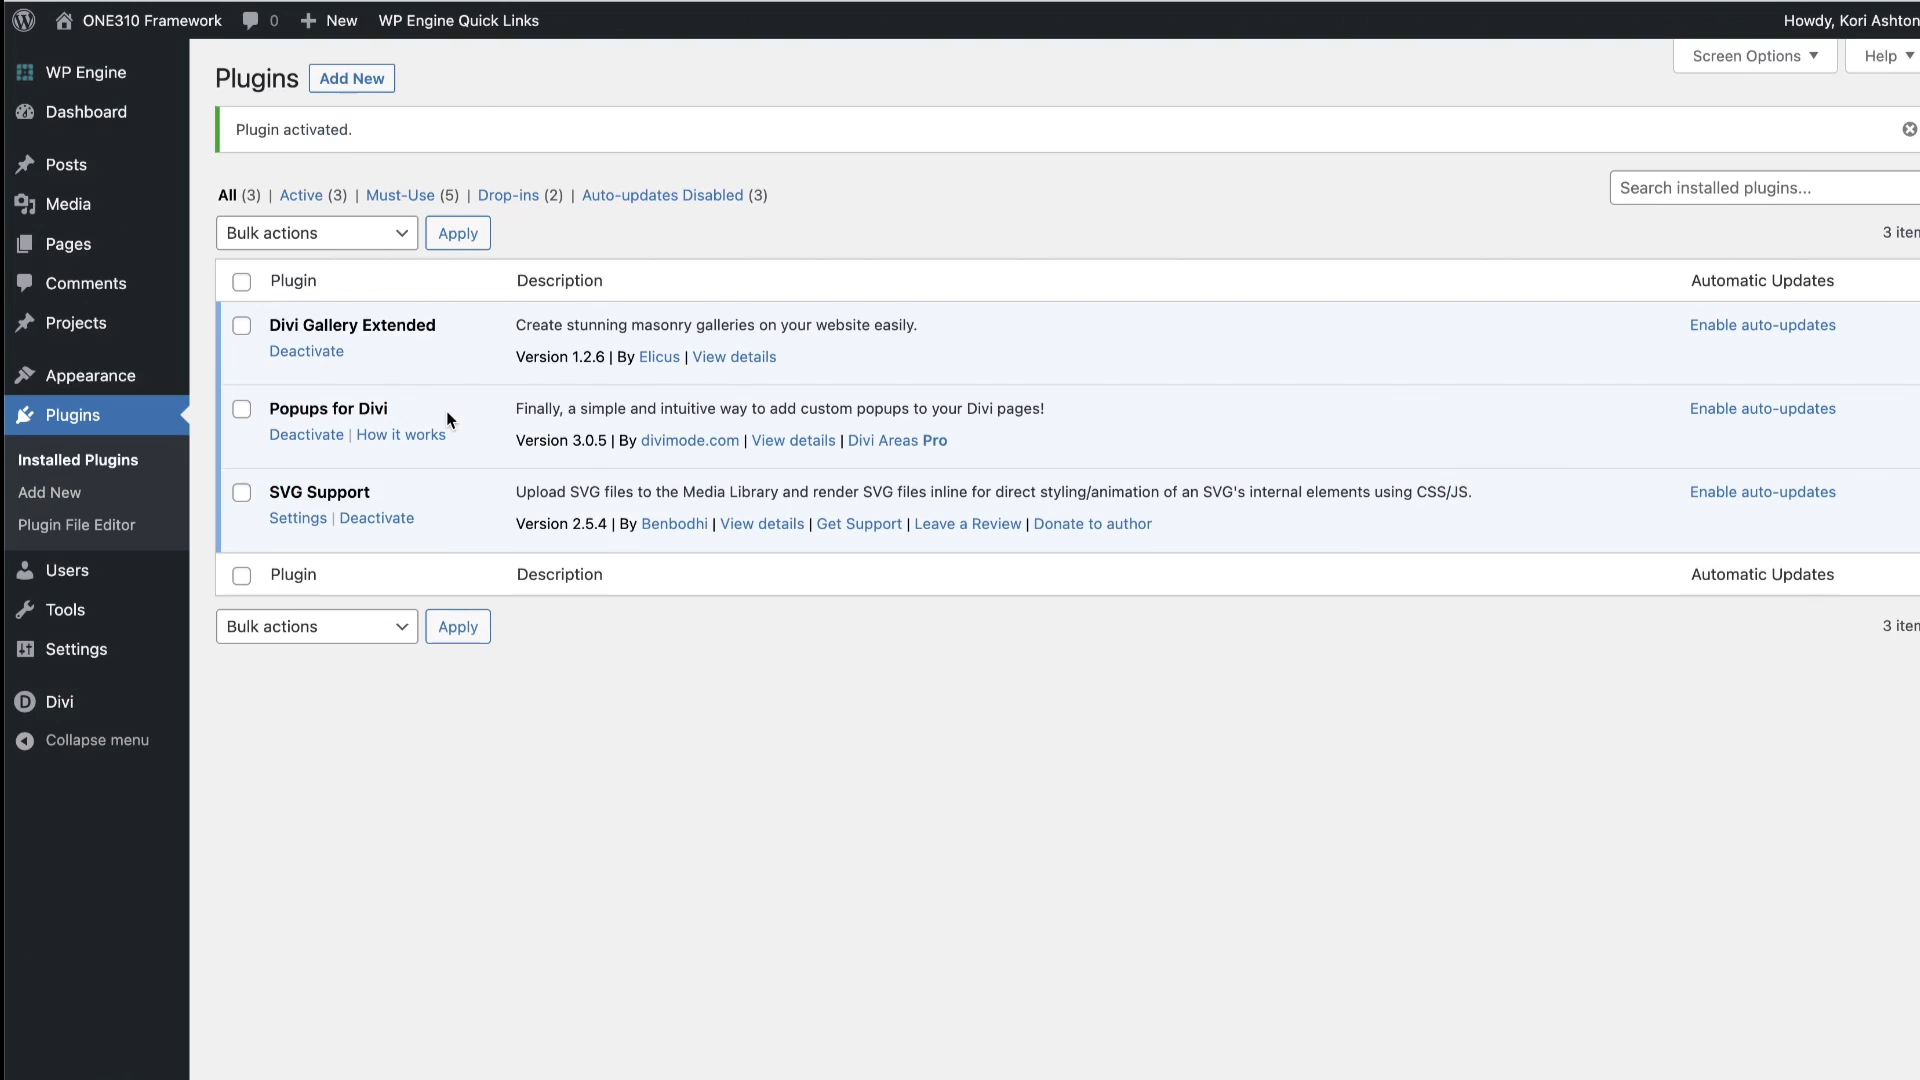 ONE310 Framework 0 New WP Engine Quick Links Howdy, Kori Ashton
WP Engine
Dashboard
Posts
Media
Pages
Comments
Projects
Appearance
Plugins
Installed Plugins
Add New
Plugin File Editor
Users
Tools
Settings
Divi
Collapse menu
Screen Options Help
Plugins Add New
Plugin activated.
All (3) | Active (3) | Must-Use (5) | Drop-ins (2) | Auto-updates Disabled (3)
Search installed plugins...
Bulk actions Apply
3 item
Plugin Description Automatic Updates
Divi Gallery Extended Create stunning masonry galleries on your website easily. Enable auto-updates
Deactivate Version 1.2.6 | By Elicus | View details
Popups for Divi Finally, a simple and intuitive way to add custom popups to your Divi pages! Enable auto-updates
Deactivate | How it works Version 3.0.5 | By divimode.com | View details | Divi Areas Pro
SVG Support Upload SVG files to the Media Library and render SVG files inline for direct styling/animation of an SVG's internal elements using CSS/JS. Enable auto-updates
Settings | Deactivate Version 2.5.4 | By Benbodhi | View details | Get Support | Leave a Review | Donate to author
Plugin Description Automatic Updates
Bulk actions Apply
3 item